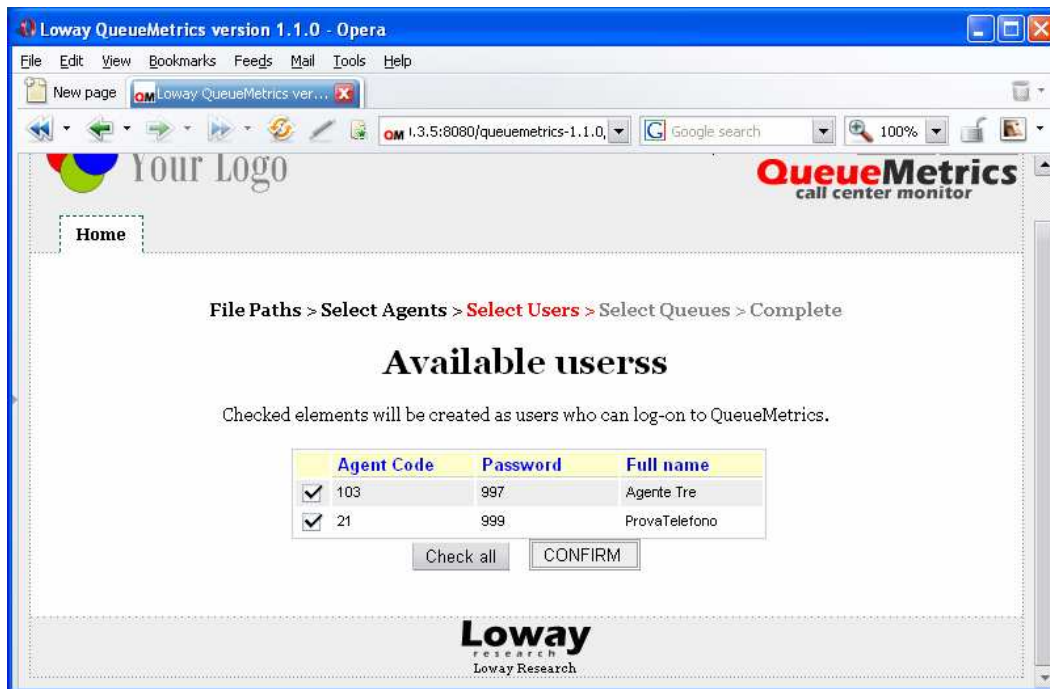 Loway QueueMetrics version 1.1.0 - Opera
File Edit View Bookmarks Feeds Mail Tools Help
New page Loway QueueMetrics ver...
QM 1.3.5:8080/queuemetrics-1.1.0, Google search 100%
Your Logo
QueueMetrics
call center monitor
Home
File Paths > Select Agents > Select Users > Select Queues > Complete
Available userss
Checked elements will be created as users who can log-on to QueueMetrics.
Agent Code Password Full name
103 997 Agente Tre
21 999 ProvaTelefono
Check all CONFIRM
Loway
research
Loway Research